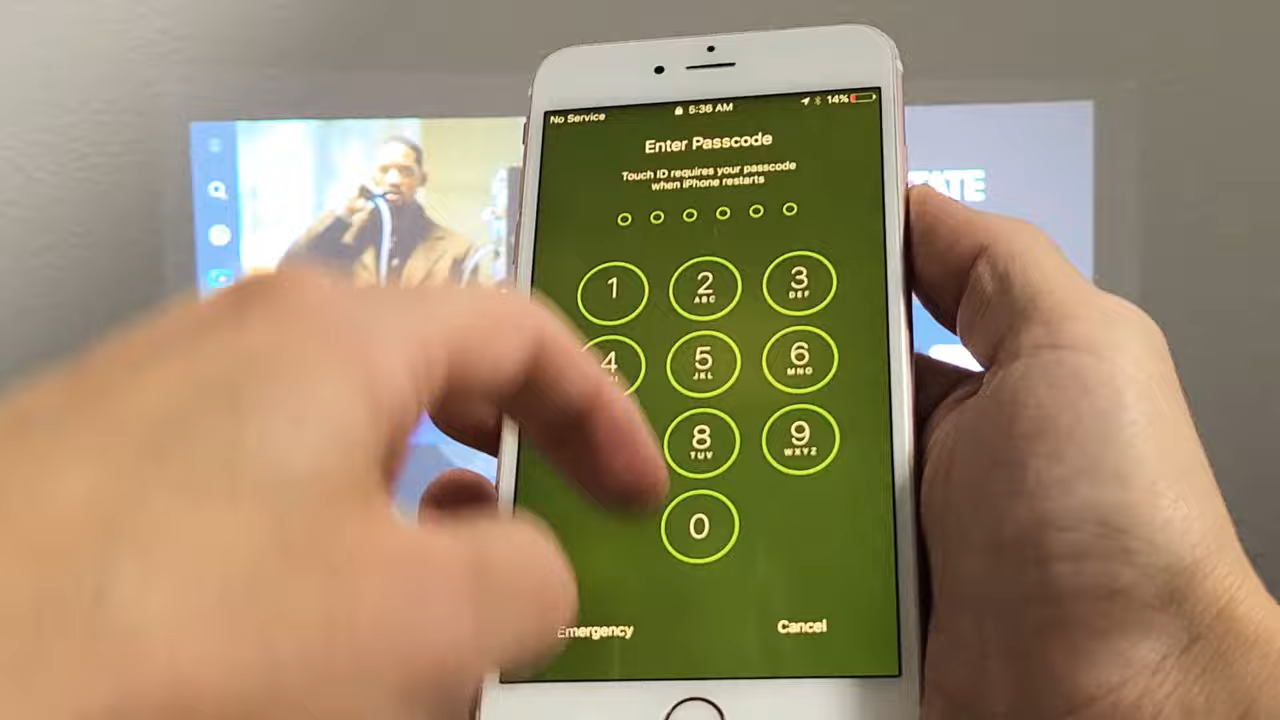 No Service
5:36 AM
14%
Enter Passcode
Touch ID requires your passcode
when iPhone restarts
1
2
ABC
3
DEF
4
5
JKL
6
MNO
8
TUV
9
WXYZ
0
Emergency
Cancel